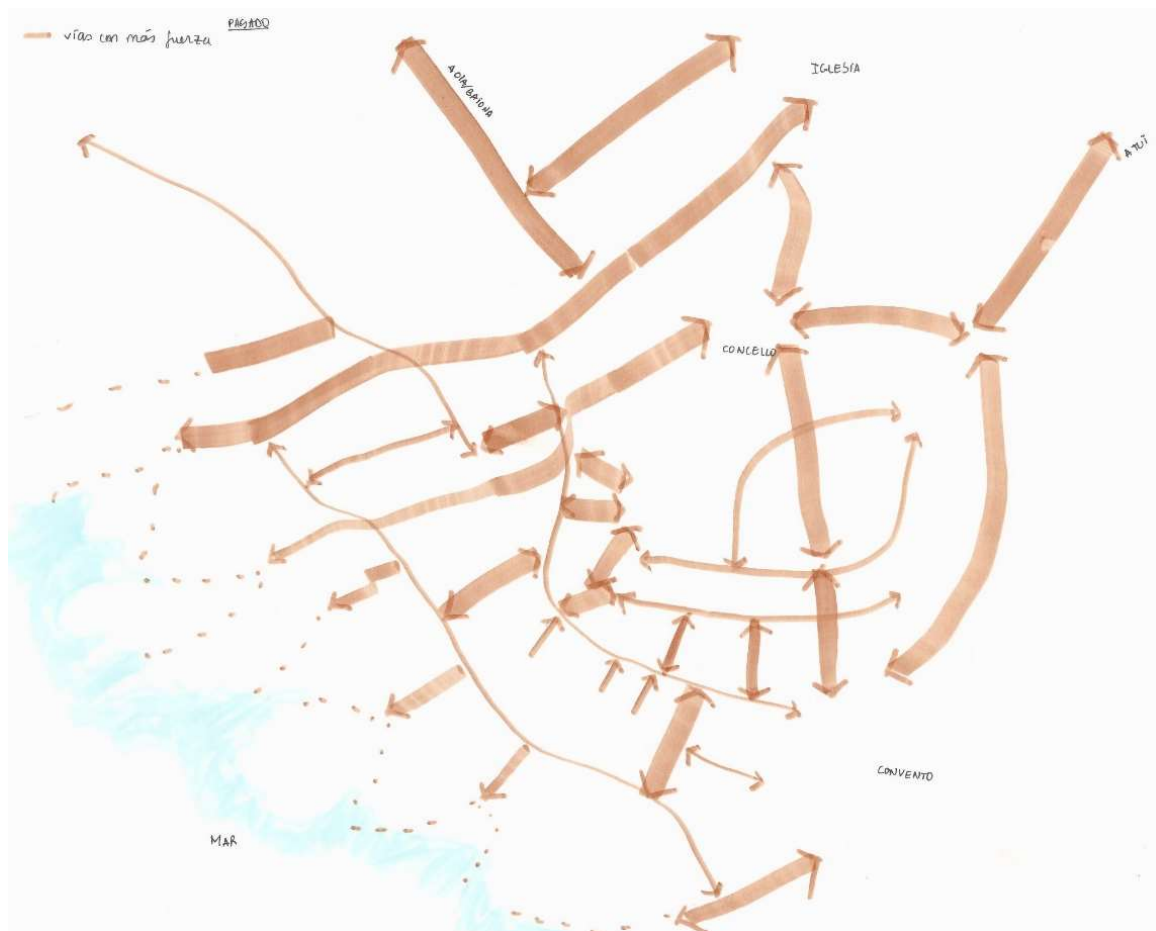 PASADO
vías con más fuerza
A OIA/BAIONA
IGLESIA
A TUI
CONCELLO
CONVENTO
MAR